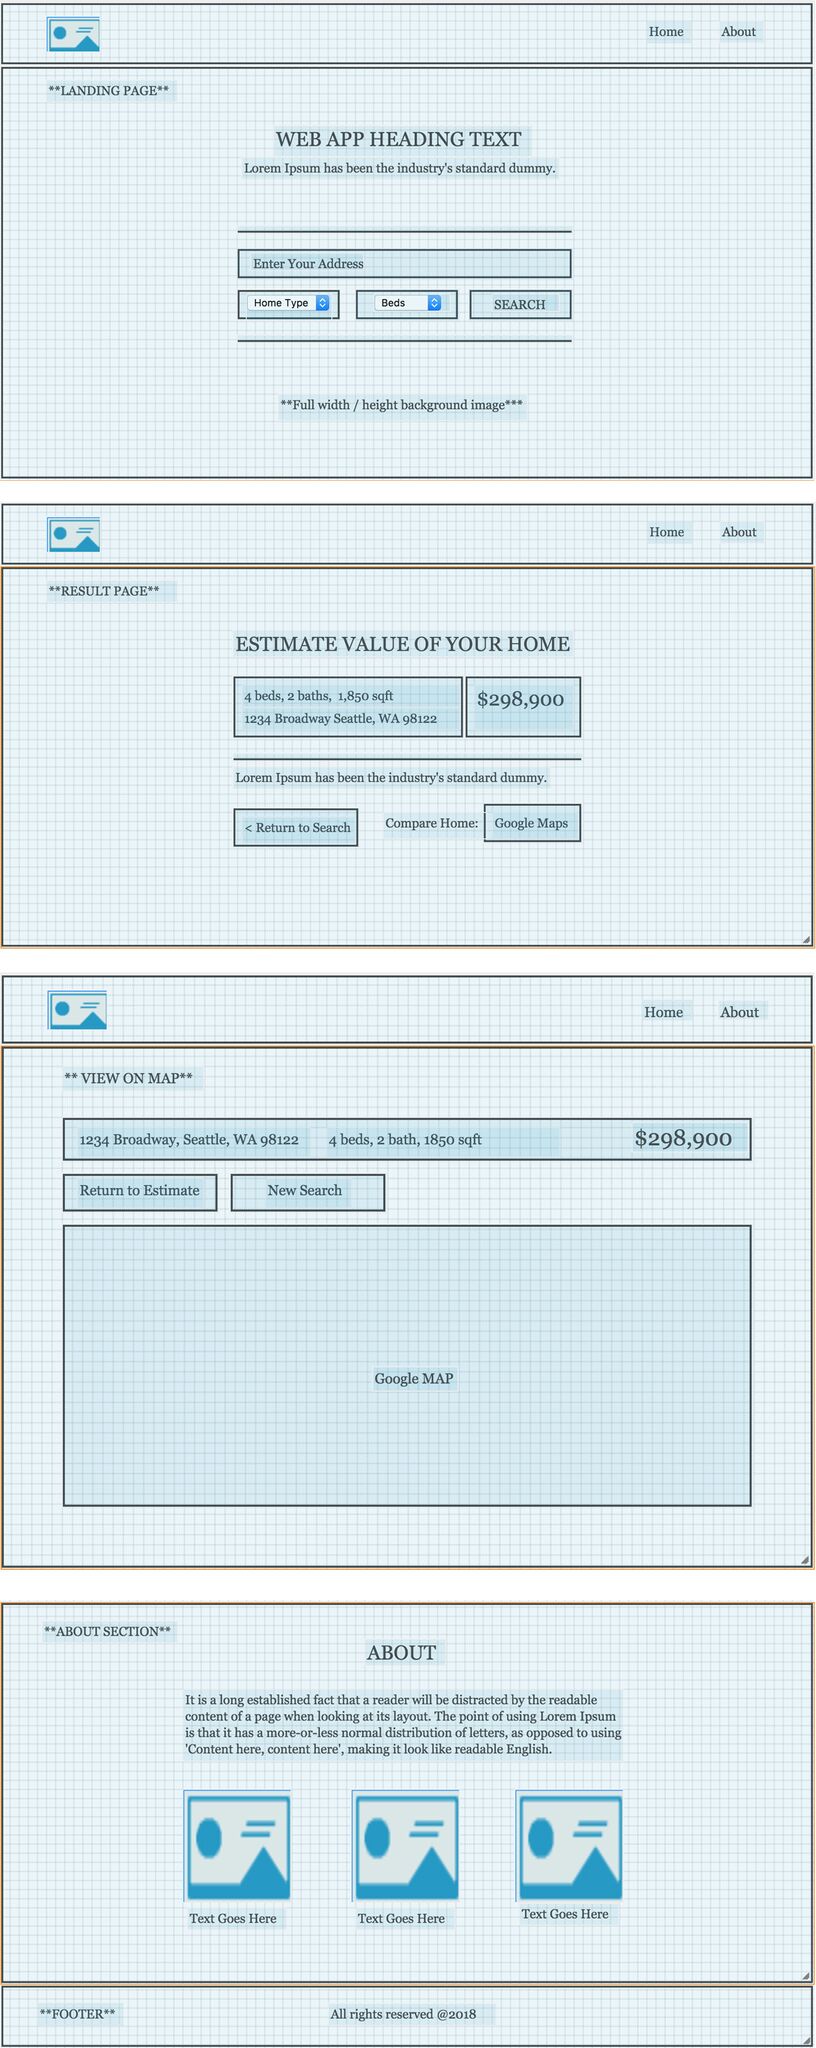 Home About
**LANDING PAGE**
WEB APP HEADING TEXT
Lorem Ipsum has been the industry's standard dummy.
Enter Your Address
Home Type Beds SEARCH
**Full width / height background image***
Home About
**RESULT PAGE**
ESTIMATE VALUE OF YOUR HOME
4 beds, 2 baths, 1,850 sqft
1234 Broadway Seattle, WA 98122
$298,900
Lorem Ipsum has been the industry's standard dummy.
< Return to Search Compare Home: Google Maps
Home About
** VIEW ON MAP**
1234 Broadway, Seattle, WA 98122 4 beds, 2 bath, 1850 sqft $298,900
Return to Estimate New Search
Google MAP
**ABOUT SECTION**
ABOUT
It is a long established fact that a reader will be distracted by the readable
content of a page when looking at its layout. The point of using Lorem Ipsum
is that it has a more-or-less normal distribution of letters, as opposed to using
'Content here, content here', making it look like readable English.
Text Goes Here Text Goes Here Text Goes Here
**FOOTER** All rights reserved @2018